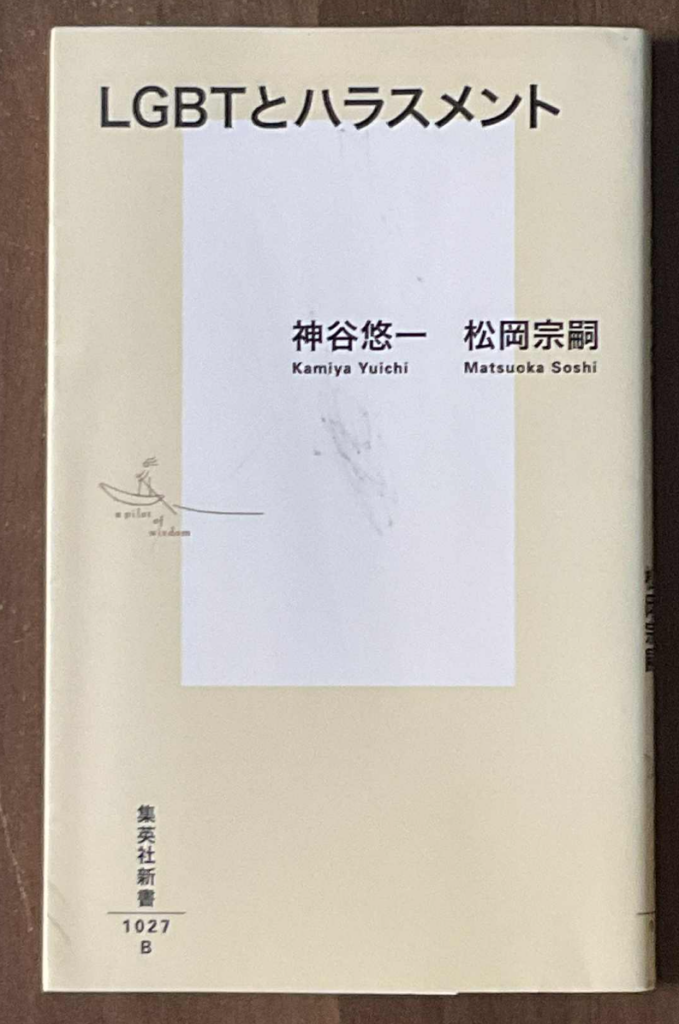 LGBTとハラスメント
神谷悠一　松岡宗嗣
Kamiya Yuichi　Matsuoka Soshi
a pilot
of
wisdom
集英社新書
1027
B